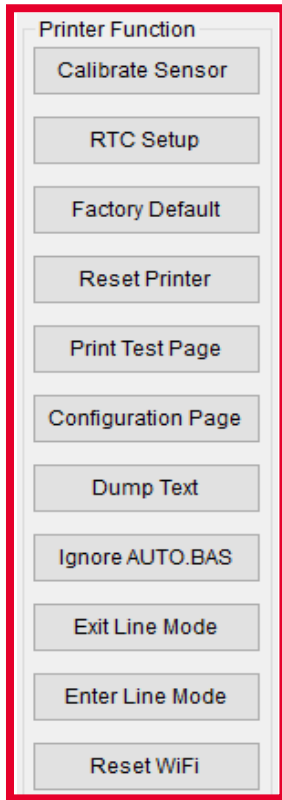 Printer Function
Calibrate Sensor
RTC Setup
Factory Default
Reset Printer
Print Test Page
Configuration Page
Dump Text
Ignore AUTO.BAS
Exit Line Mode
Enter Line Mode
Reset WiFi